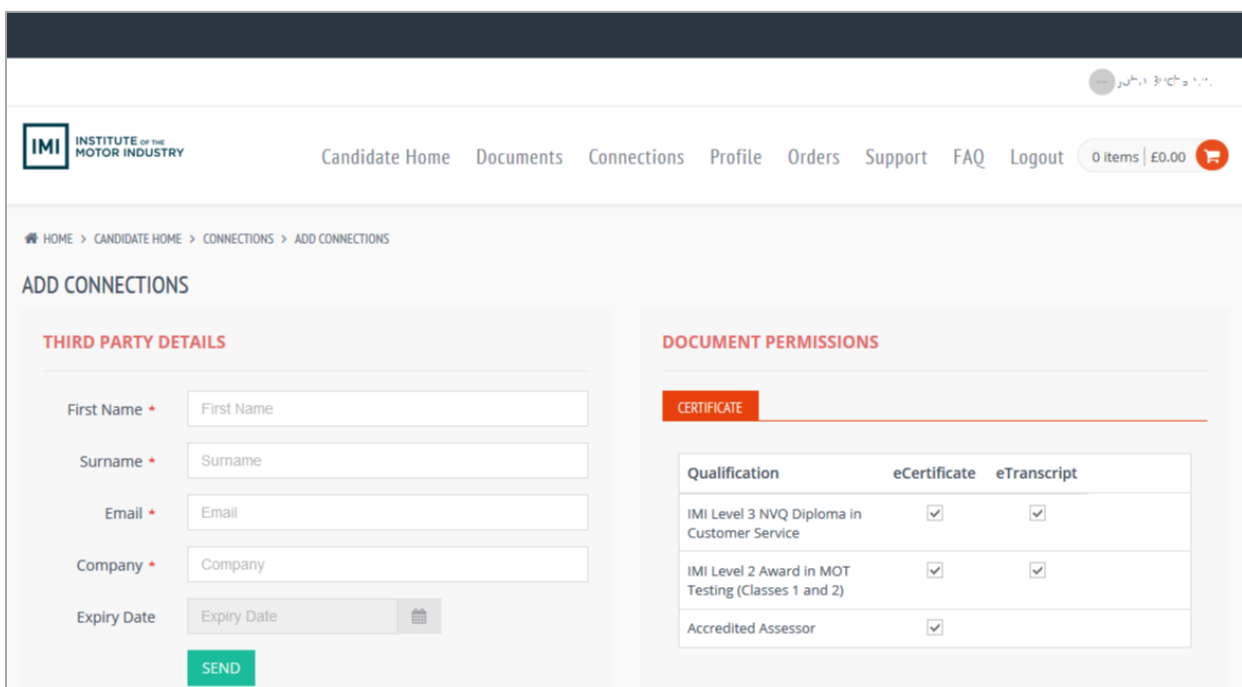 IMI INSTITUTE OF THE
MOTOR INDUSTRY
Candidate Home Documents Connections Profile Orders Support FAQ Logout 0 items £0.00
HOME > CANDIDATE HOME > CONNECTIONS > ADD CONNECTIONS
ADD CONNECTIONS
THIRD PARTY DETAILS
First Name * First Name
Surname * Surname
Email * Email
Company * Company
Expiry Date Expiry Date
SEND
DOCUMENT PERMISSIONS
CERTIFICATE
Qualification eCertificate eTranscript
IMI Level 3 NVQ Diploma in
Customer Service
IMI Level 2 Award in MOT
Testing (Classes 1 and 2)
Accredited Assessor